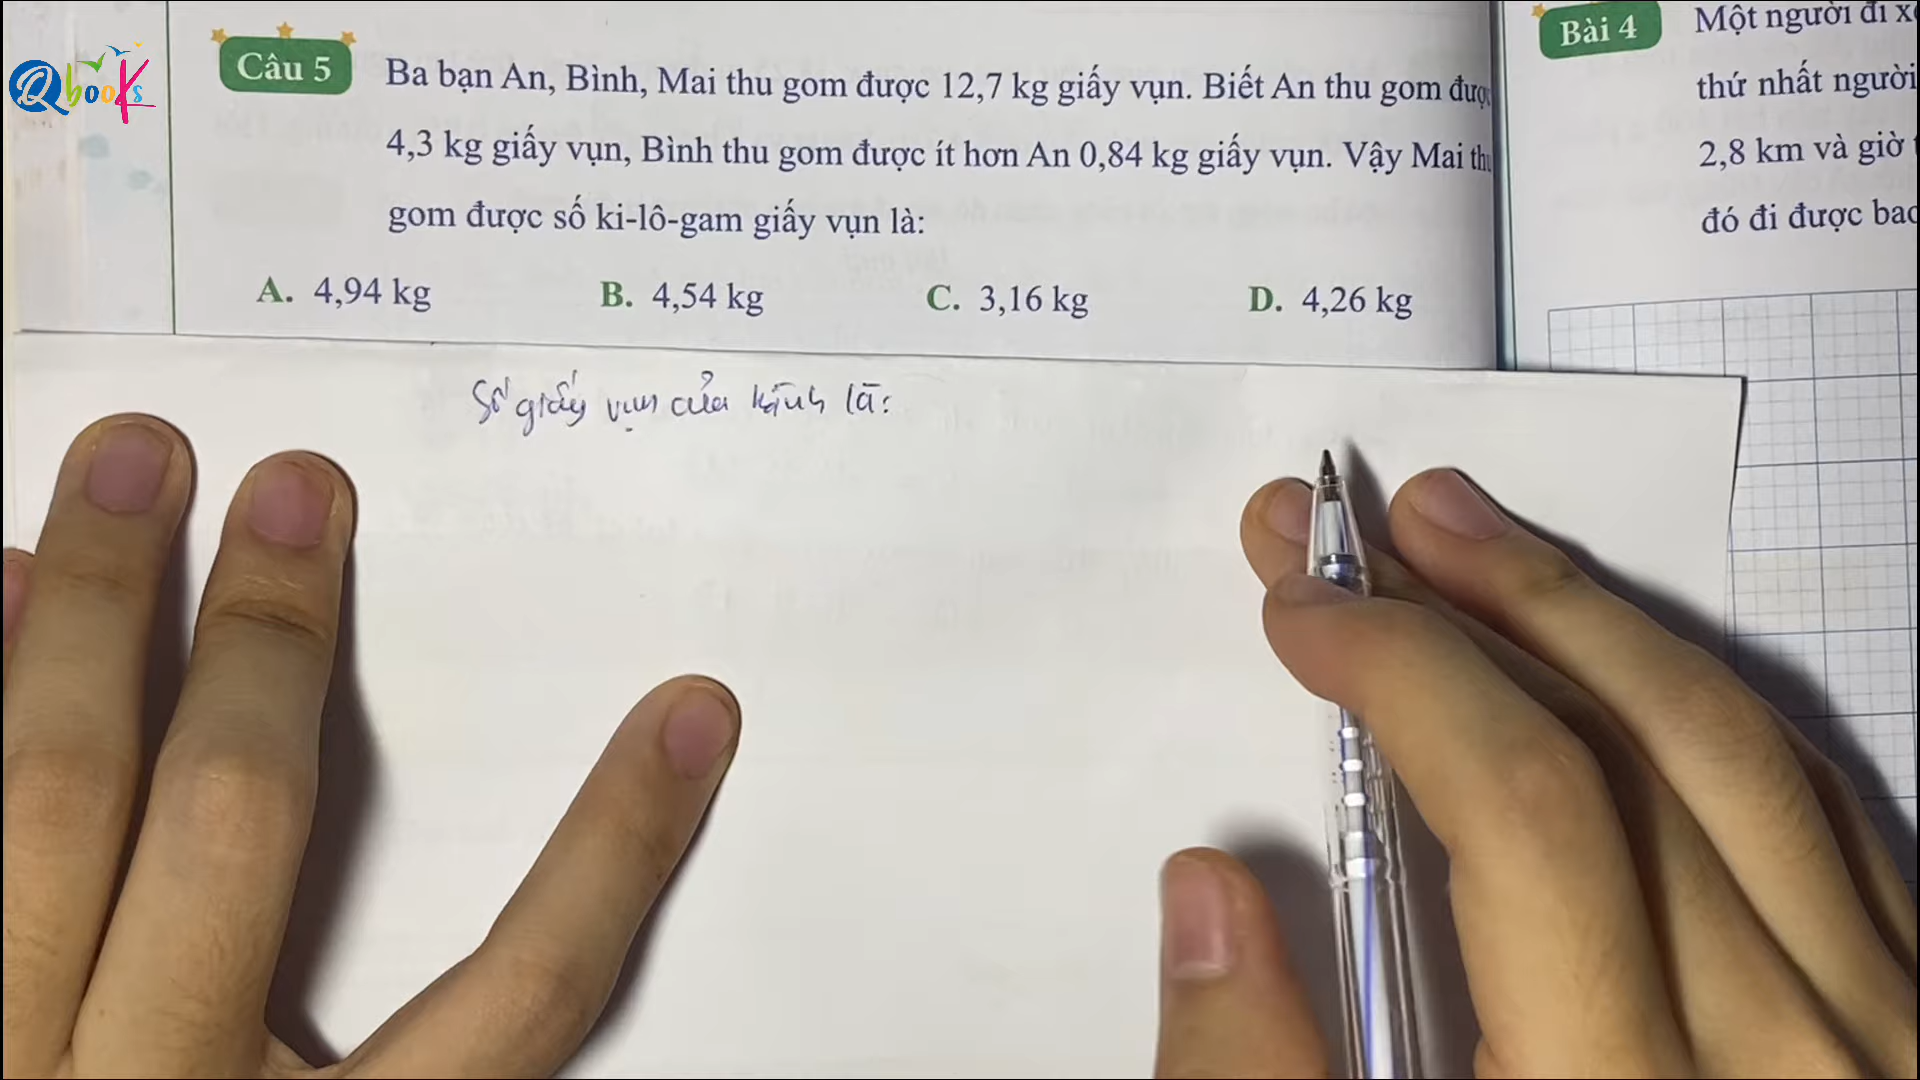 Qbooks
Câu 5
Ba bạn An, Bình, Mai thu gom được 12,7 kg giấy vụn. Biết An thu gom được
4,3 kg giấy vụn, Bình thu gom được ít hơn An 0,84 kg giấy vụn. Vậy Mai thu
gom được số ki-lô-gam giấy vụn là:
A. 4,94 kg B. 4,54 kg C. 3,16 kg D. 4,26 kg
Số giấy vụn của Bình là:
Bài 4
Một người đi
thứ nhất người
2,8 km và giờ
đó đi được